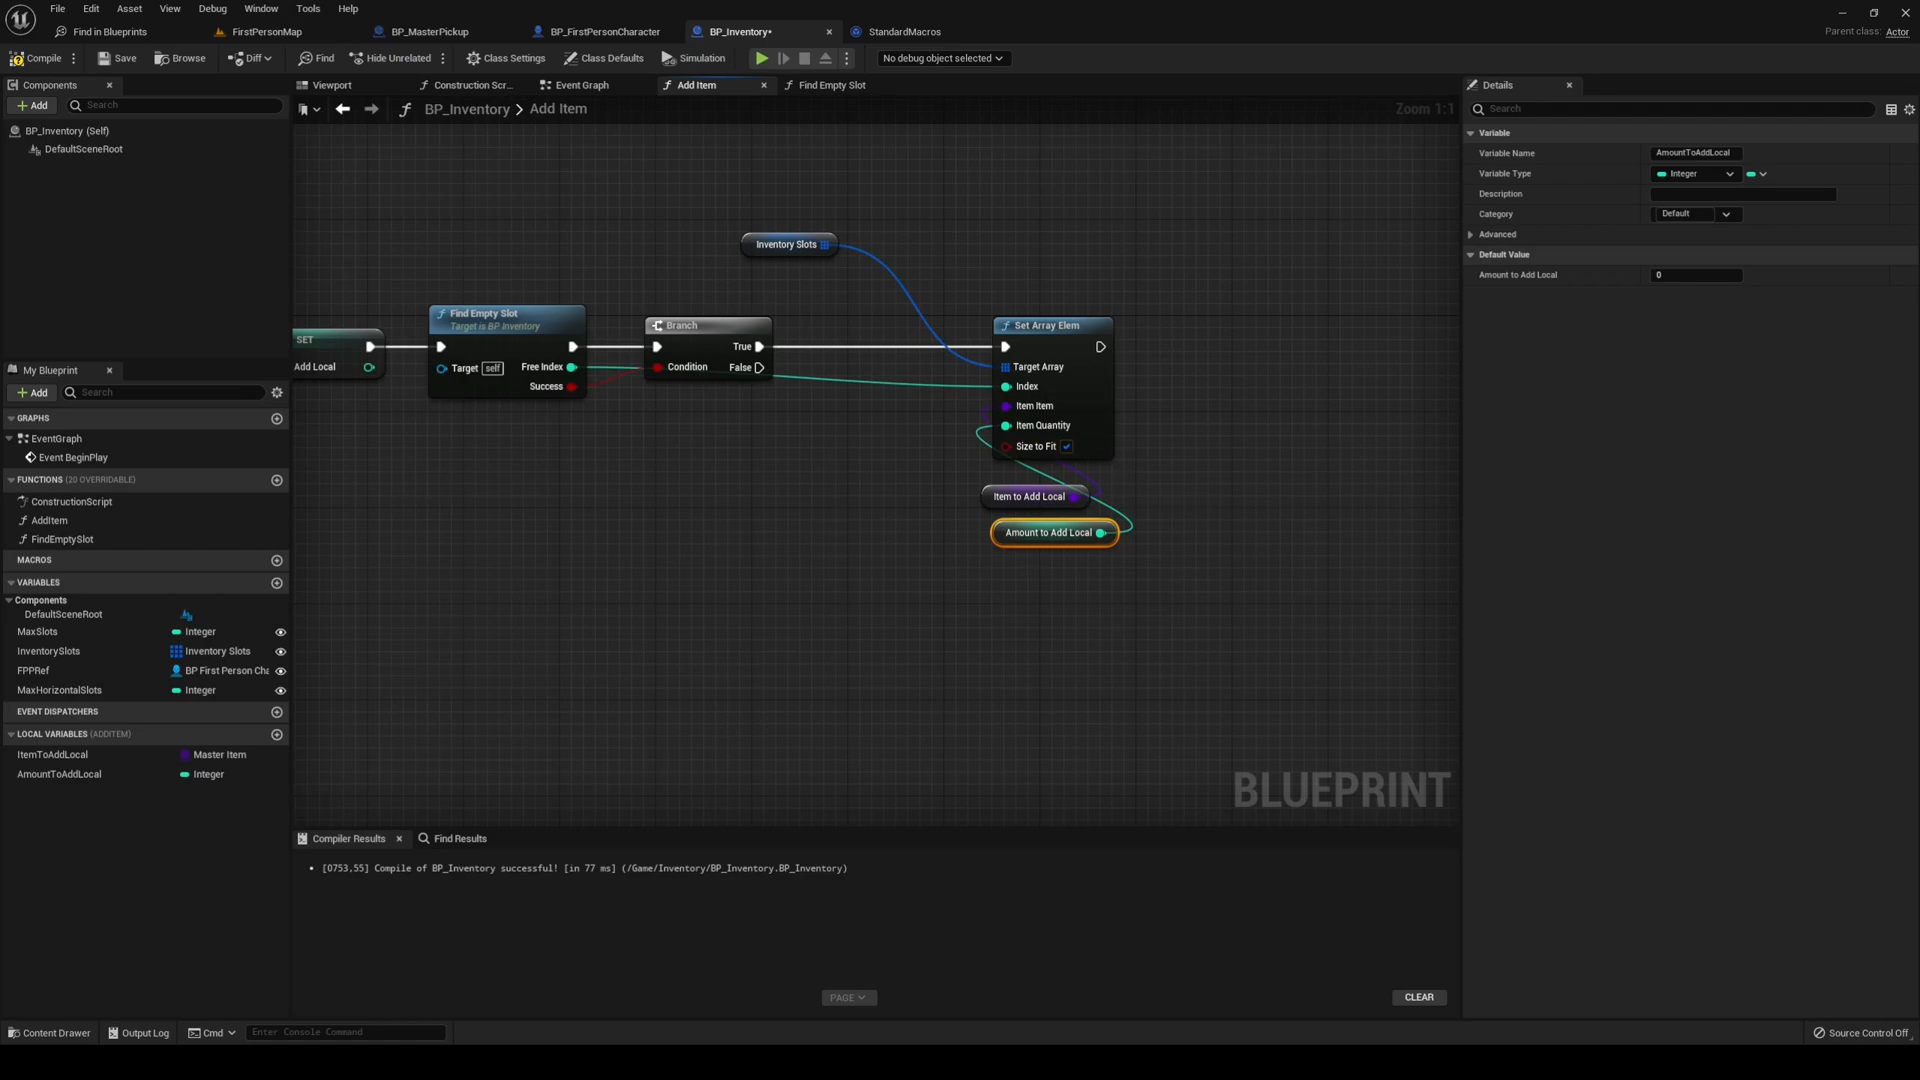 File Edit Asset View Debug Window Tools Help
Find in Blueprints FirstPersonMap BP_MasterPickup BP_FirstPersonCharacter BP_Inventory• StandardMacros
Parent class: Actor
Compile Save Browse Diff Find Hide Unrelated Class Settings Class Defaults Simulation No debug object selected
Components
Add Search
BP_Inventory (Self)
DefaultSceneRoot
My Blueprint
Add Search
GRAPHS
EventGraph
Event BeginPlay
FUNCTIONS (20 OVERRIDABLE)
ConstructionScript
AddItem
FindEmptySlot
MACROS
VARIABLES
Components
DefaultSceneRoot
MaxSlots Integer
InventorySlots Inventory Slots
FPPRef BP First Person Cha
MaxHorizontalSlots Integer
EVENT DISPATCHERS
LOCAL VARIABLES (ADDITEM)
ItemToAddLocal Master Item
AmountToAddLocal Integer
Viewport Construction Scr... Event Graph Add Item Find Empty Slot
BP_Inventory > Add Item
Zoom 1:1
Inventory Slots
SET
Add Local
Find Empty Slot
Target is BP Inventory
Target self Free Index
Success
Branch
True
Condition False
Set Array Elem
Target Array
Index
Item Item
Item Quantity
Size to Fit
Item to Add Local
Amount to Add Local
BLUEPRINT
Compiler Results Find Results
[0753,55] Compile of BP_Inventory successful! [in 77 ms] (/Game/Inventory/BP_Inventory.BP_Inventory)
PAGE
CLEAR
Details
Search
Variable
Variable Name AmountToAddLocal
Variable Type Integer
Description
Category Default
Advanced
Default Value
Amount to Add Local 0
Content Drawer Output Log Cmd Enter Console Command
Source Control Off